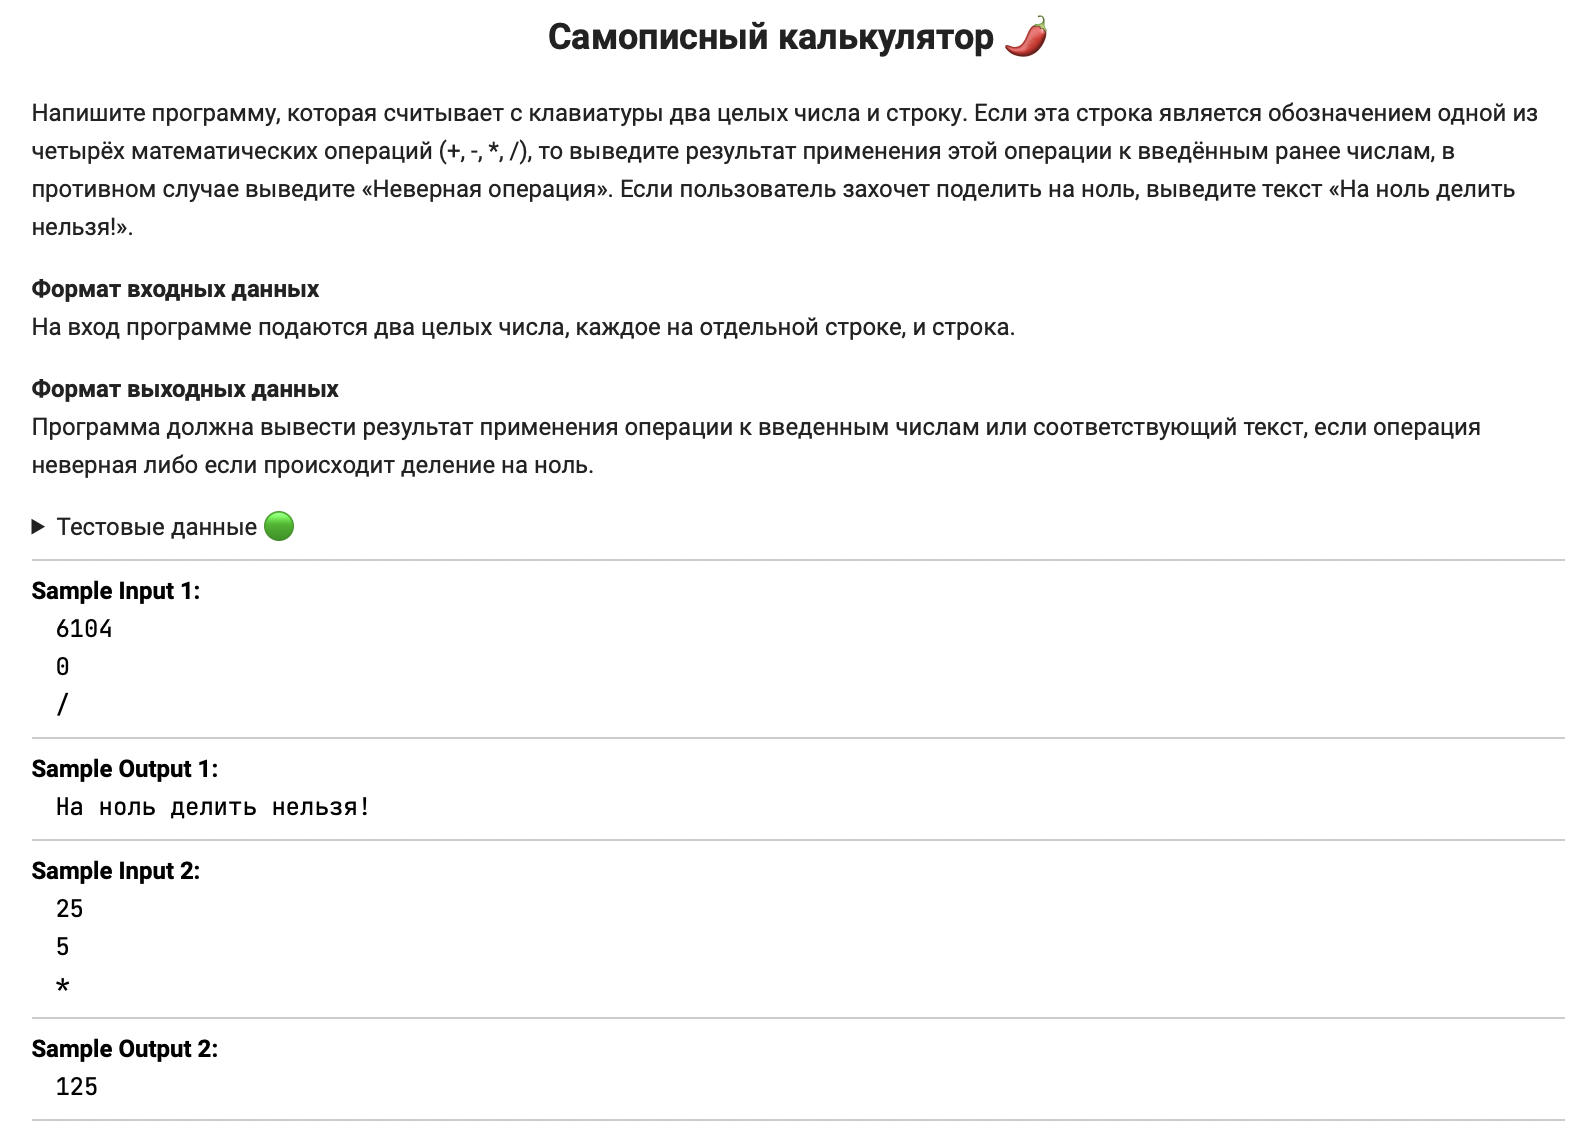 Самописный калькулятор 🌶️
Напишите программу, которая считывает с клавиатуры два целых числа и строку. Если эта строка является обозначением одной из
четырёх математических операций (+, -, *, /), то выведите результат применения этой операции к введённым ранее числам, в
противном случае выведите «Неверная операция». Если пользователь захочет поделить на ноль, выведите текст «На ноль делить
нельзя!».
Формат входных данных
На вход программе подаются два целых числа, каждое на отдельной строке, и строка.
Формат выходных данных
Программа должна вывести результат применения операции к введенным числам или соответствующий текст, если операция
неверная либо если происходит деление на ноль.
▶ Тестовые данные 🟢
Sample Input 1:
6104
0
/
Sample Output 1:
На ноль делить нельзя!
Sample Input 2:
25
5
*
Sample Output 2:
125